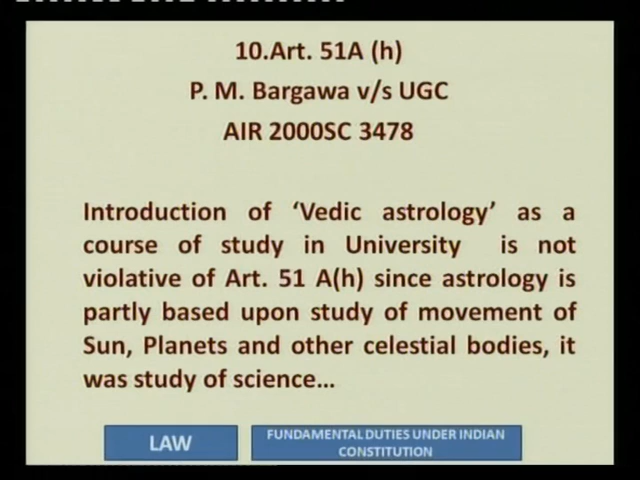 10.Art. 51A (h)
P. M. Bargawa v/s UGC
AIR 2000SC 3478
Introduction of ‘Vedic astrology’ as a
course of study in University is not
violative of Art. 51 A(h) since astrology is
partly based upon study of movement of
Sun, Planets and other celestial bodies, it
was study of science...
LAW
FUNDAMENTAL DUTIES UNDER INDIAN
CONSTITUTION